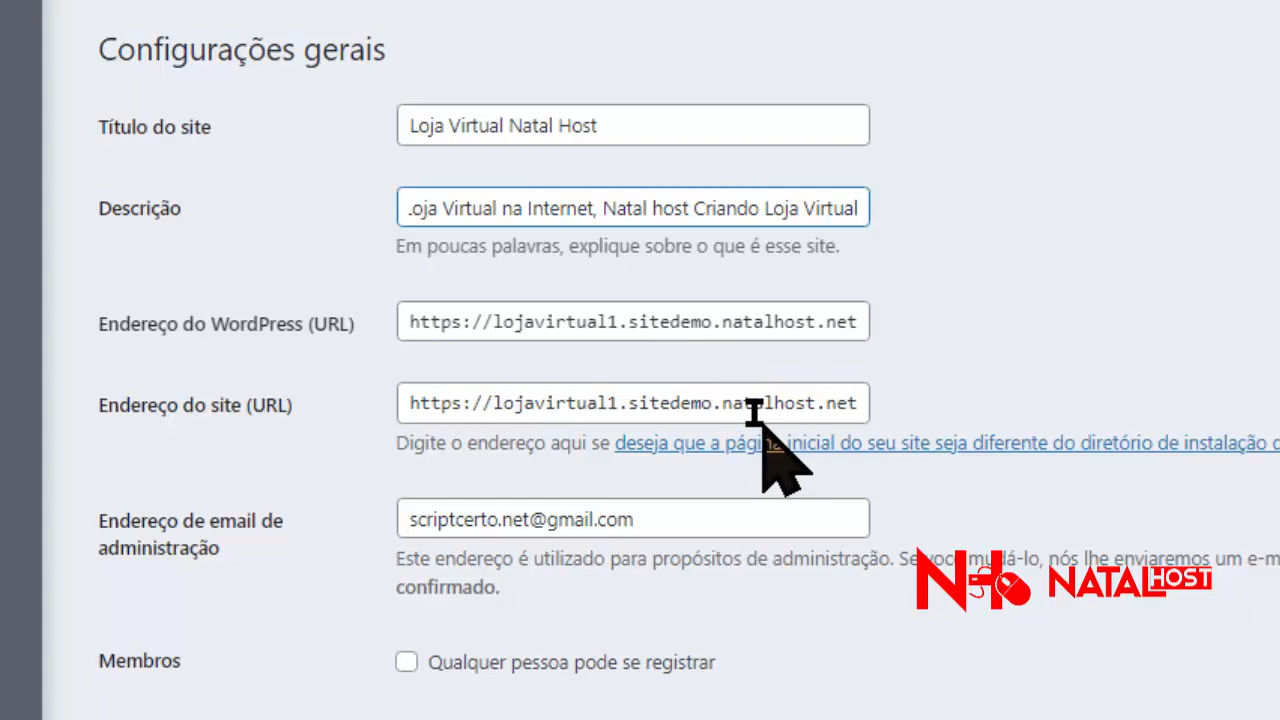 Configurações gerais
Título do site
Loja Virtual Natal Host
Descrição
oja Virtual na Internet, Natal host Criando Loja Virtual
Em poucas palavras, explique sobre o que é esse site.
Endereço do WordPress (URL)
https://lojavirtual1.sitedemo.natalhost.net
Endereço do site (URL)
https://lojavirtual1.sitedemo.natalhost.net
Digite o endereço aqui se deseja que a página inicial do seu site seja diferente do diretório de instalação
Endereço de email de
administração
scriptcerto.net@gmail.com
Este endereço é utilizado para propósitos de administração. Se você mudá-lo, nós lhe enviaremos um e-m
confirmado.
NATALHOST
Membros
Qualquer pessoa pode se registrar